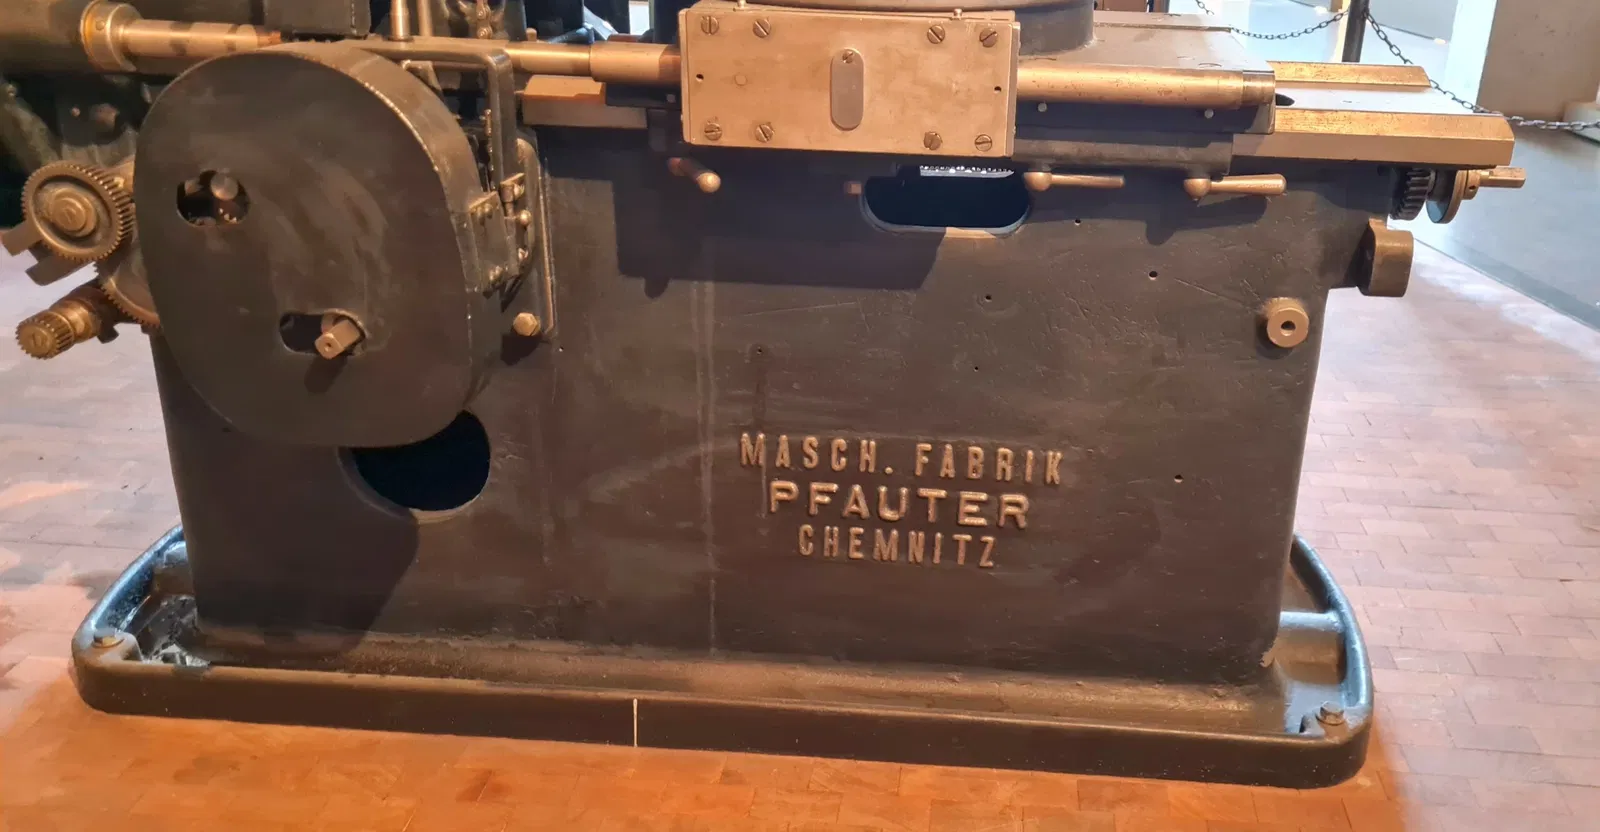 MASCH. FABRIK
PFAUTER
CHEMNITZ